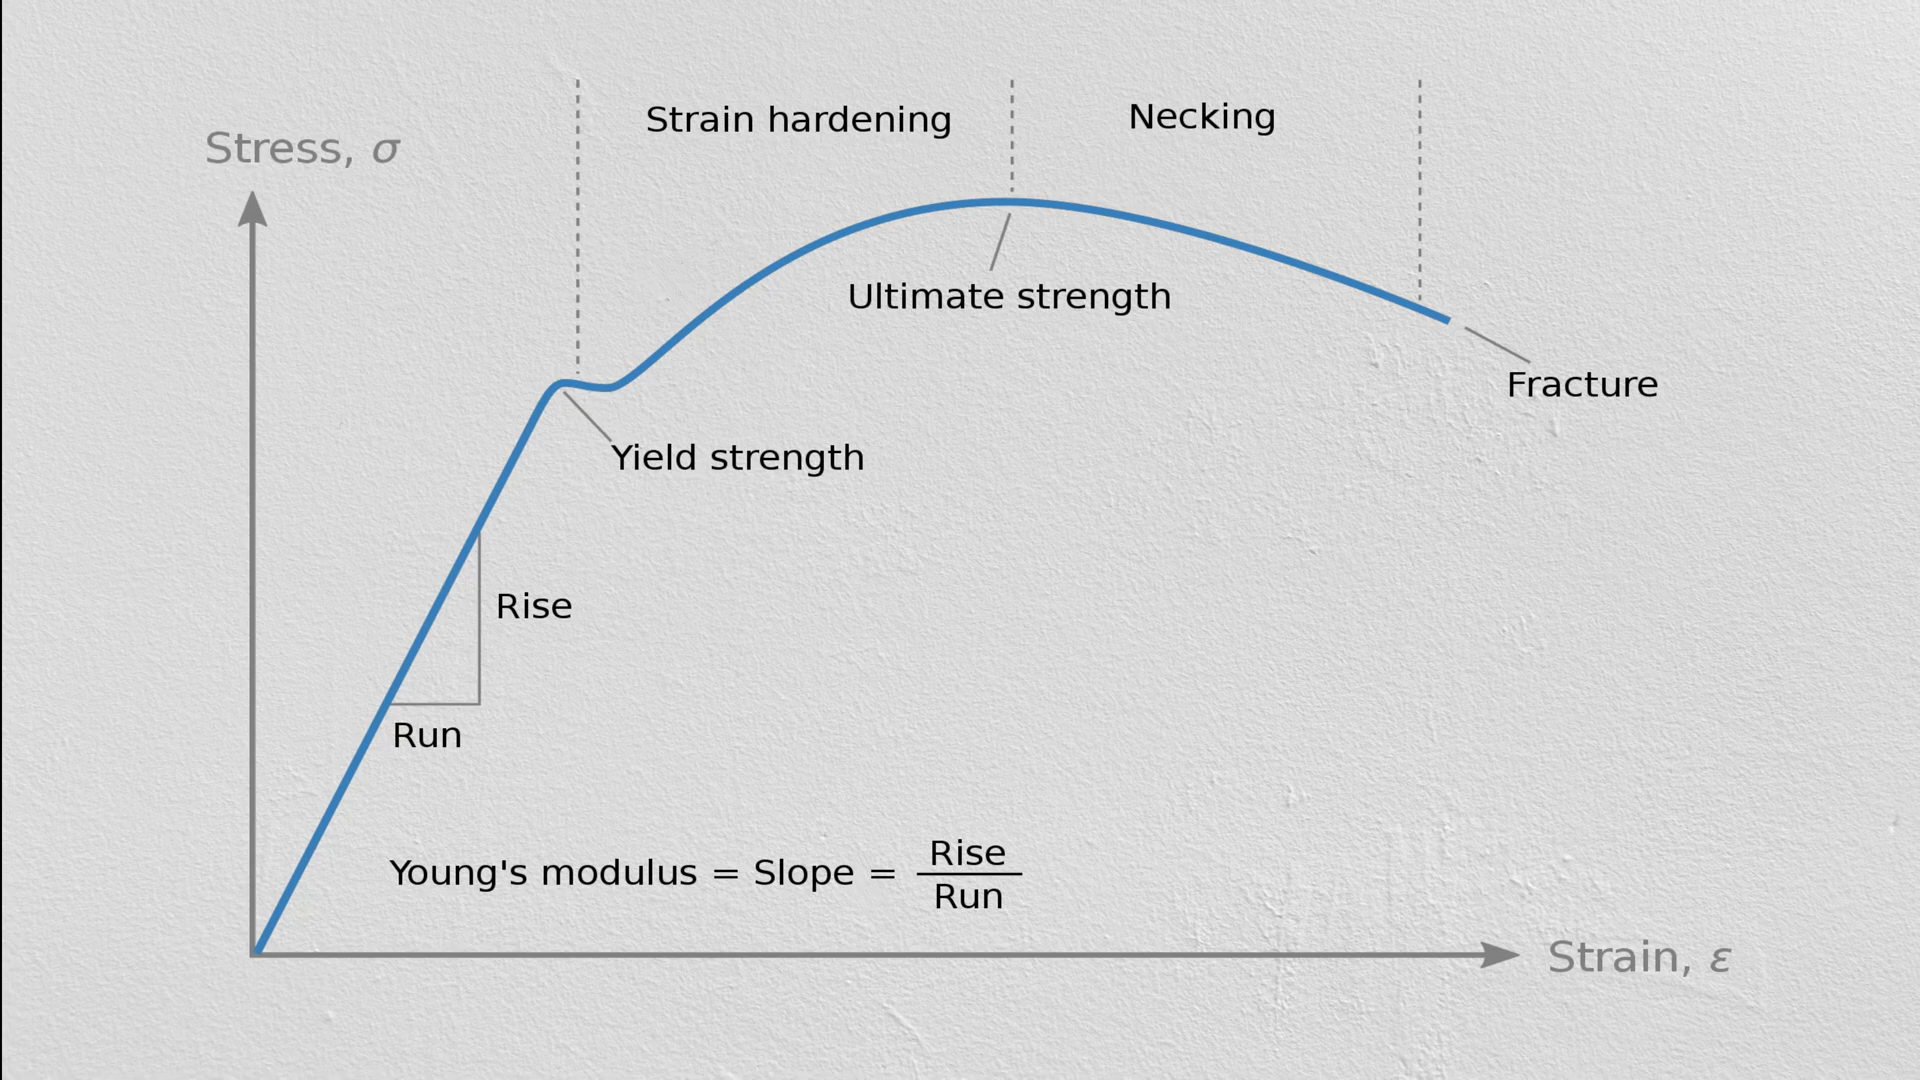 Strain hardening
Necking
Stress, σ
Ultimate strength
Fracture
Yield strength
Rise
Run
Young's modulus = Slope = Rise
Run
Strain, ε